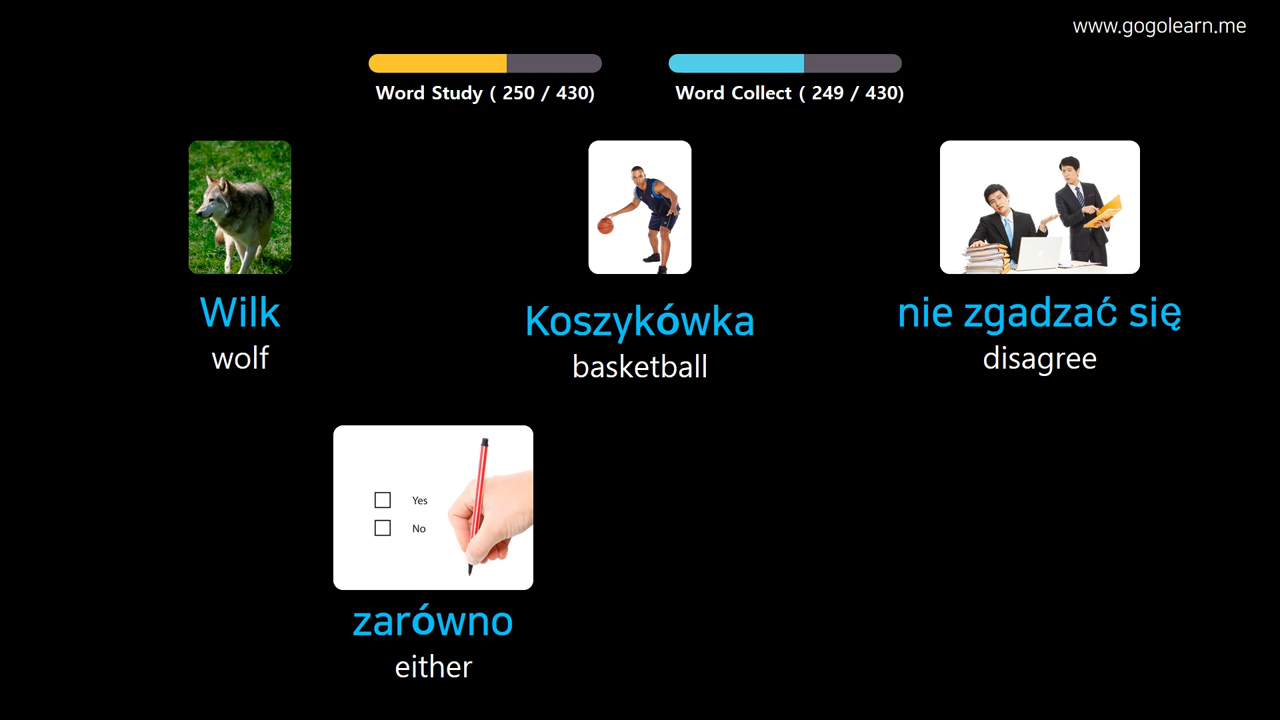 www.gogolearn.me
Word Study ( 250 / 430)
Word Collect ( 249 / 430)
Wilk
wolf
Koszykówka
basketball
nie zgadzać się
disagree
Yes
No
zarówno
either